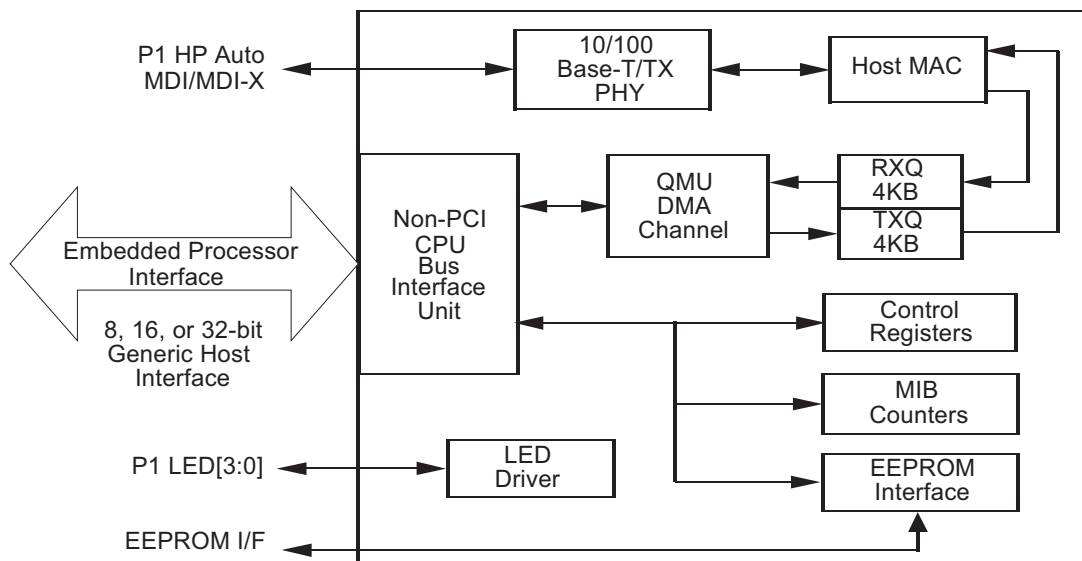 P1 HP Auto
MDI/MDI-X
10/100
Base-T/TX
PHY
Host MAC
Embedded Processor
Interface
8, 16, or 32-bit
Generic Host
Interface
Non-PCI
CPU
Bus
Interface
Unit
QMU
DMA
Channel
RXQ
4KB
TXQ
4KB
Control
Registers
MIB
Counters
P1 LED[3:0]
LED
Driver
EEPROM
Interface
EEPROM I/F